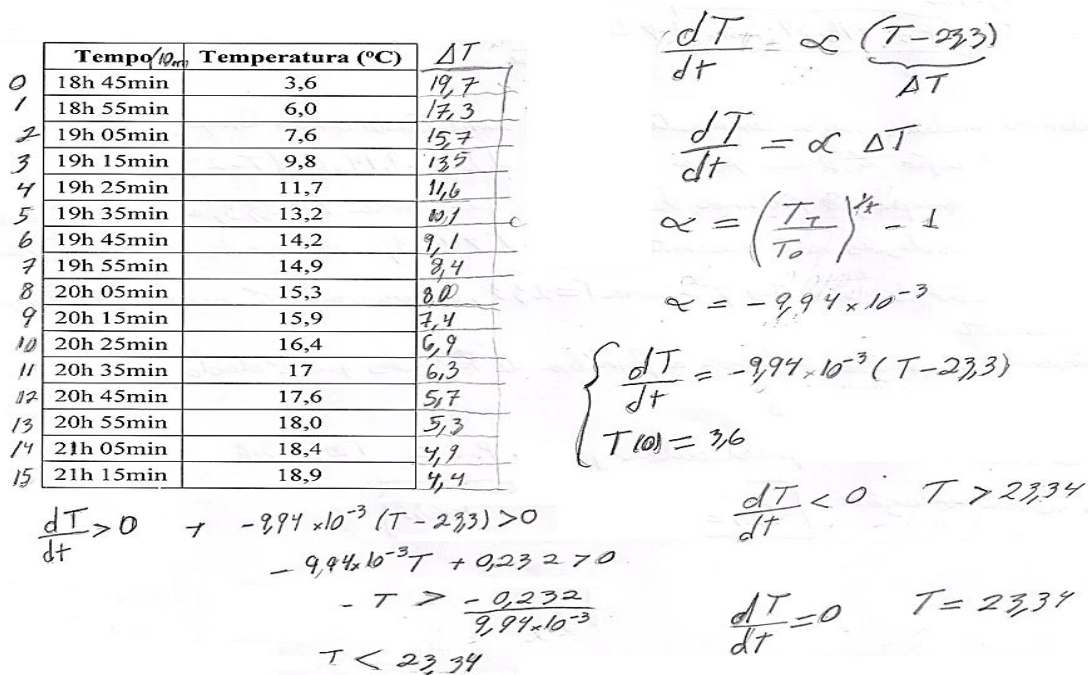 Tempo/10m Temperatura (ºC) ΔT
0 18h 45min 3,6 19,7
1 18h 55min 6,0 17,3
2 19h 05min 7,6 15,7
3 19h 15min 9,8 13,5
4 19h 25min 11,7 11,6
5 19h 35min 13,2 10,1
6 19h 45min 14,2 9,1
7 19h 55min 14,9 8,4
8 20h 05min 15,3 8,0
9 20h 15min 15,9 7,4
10 20h 25min 16,4 6,9
11 20h 35min 17 6,3
12 20h 45min 17,6 5,7
13 20h 55min 18,0 5,3
14 21h 05min 18,4 4,9
15 21h 15min 18,9 4,4
dT/dt = ∝ (T-23,3)
ΔT
dT/dt = ∝ ΔT
∝ = (T_T/T_0)^{1/t} - 1
∝ = -9,94 × 10^{-3}
{ dT/dt = -9,94 . 10^{-3} (T-23,3)
T(0) = 3,6
dT/dt > 0 → -9,94 ×10^{-3} (T-23,3) > 0
- 9,94×10^{-3} T + 0,232 > 0
- T > -0,232/9,94×10^{-3}
T < 23,34
dT/dt < 0 T > 23,34
dT/dt = 0 T = 23,34